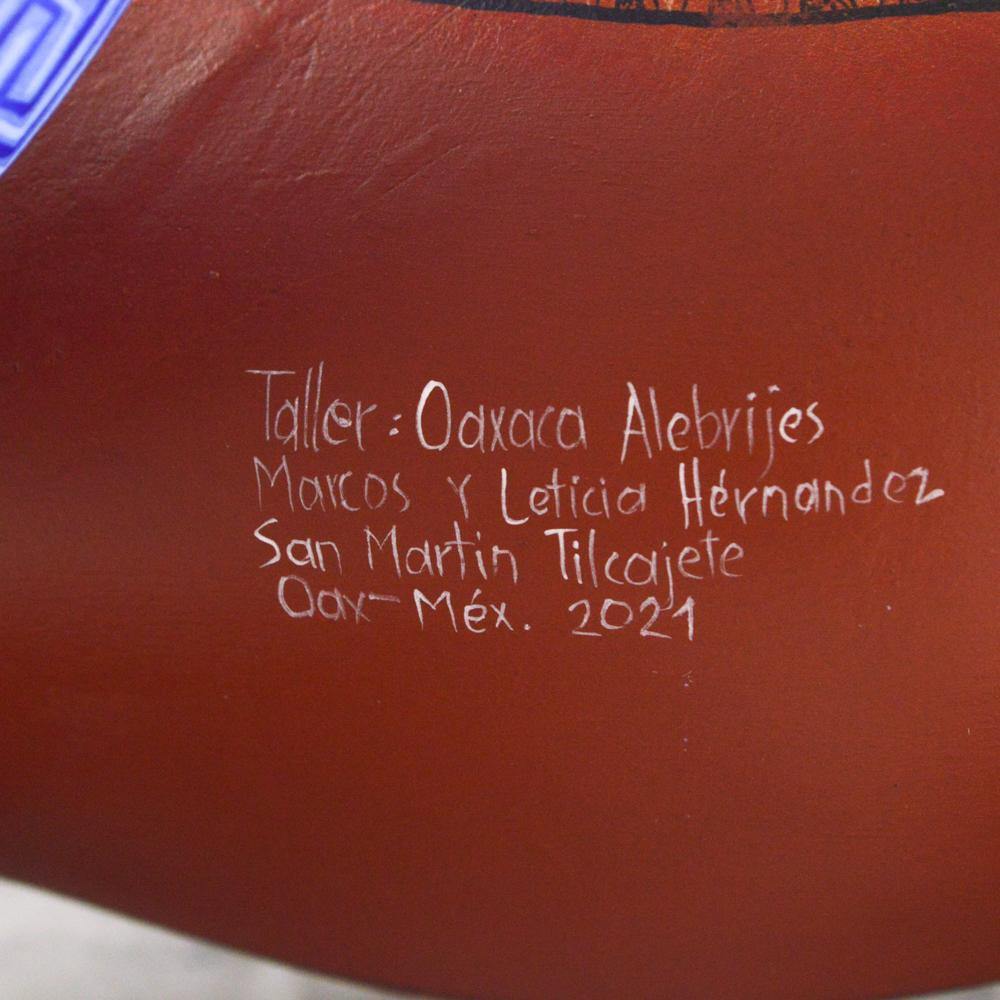 Taller: Oaxaca Alebrijes
Marcos Y Leticia Hérnandez
San Martin Tilcajete
Oax-Méx. 2021